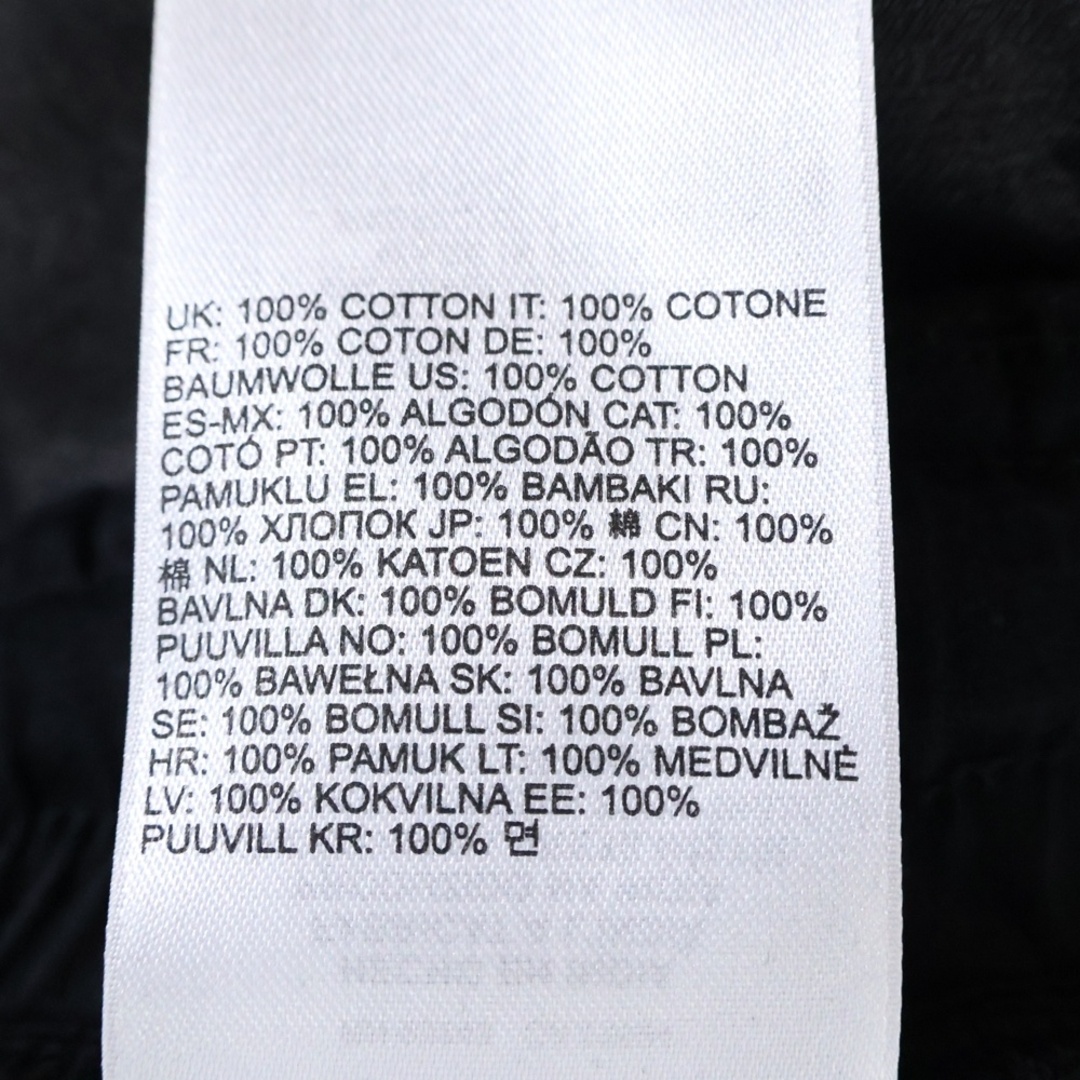 UK: 100% COTTON IT: 100% COTONE
FR: 100% COTON DE: 100%
BAUMWOLLE US: 100% COTTON
ES-MX: 100% ALGODÓN CAT: 100%
COTÓ PT: 100% ALGODÃO TR: 100%
PAMUKLU EL: 100% BAMBAKI RU:
100% ХЛОПОК JP: 100% 綿 CN: 100%
棉 NL: 100% KATOEN CZ: 100%
BAVLNA DK: 100% BOMULD FI: 100%
PUUVILLA NO: 100% BOMULL PL:
100% BAWEŁNA SK: 100% BAVLNA
SE: 100% BOMULL SI: 100% BOMBAŽ
HR: 100% PAMUK LT: 100% MEDVILNĖ
LV: 100% KOKVILNA EE: 100%
PUUVILL KR: 100% 면